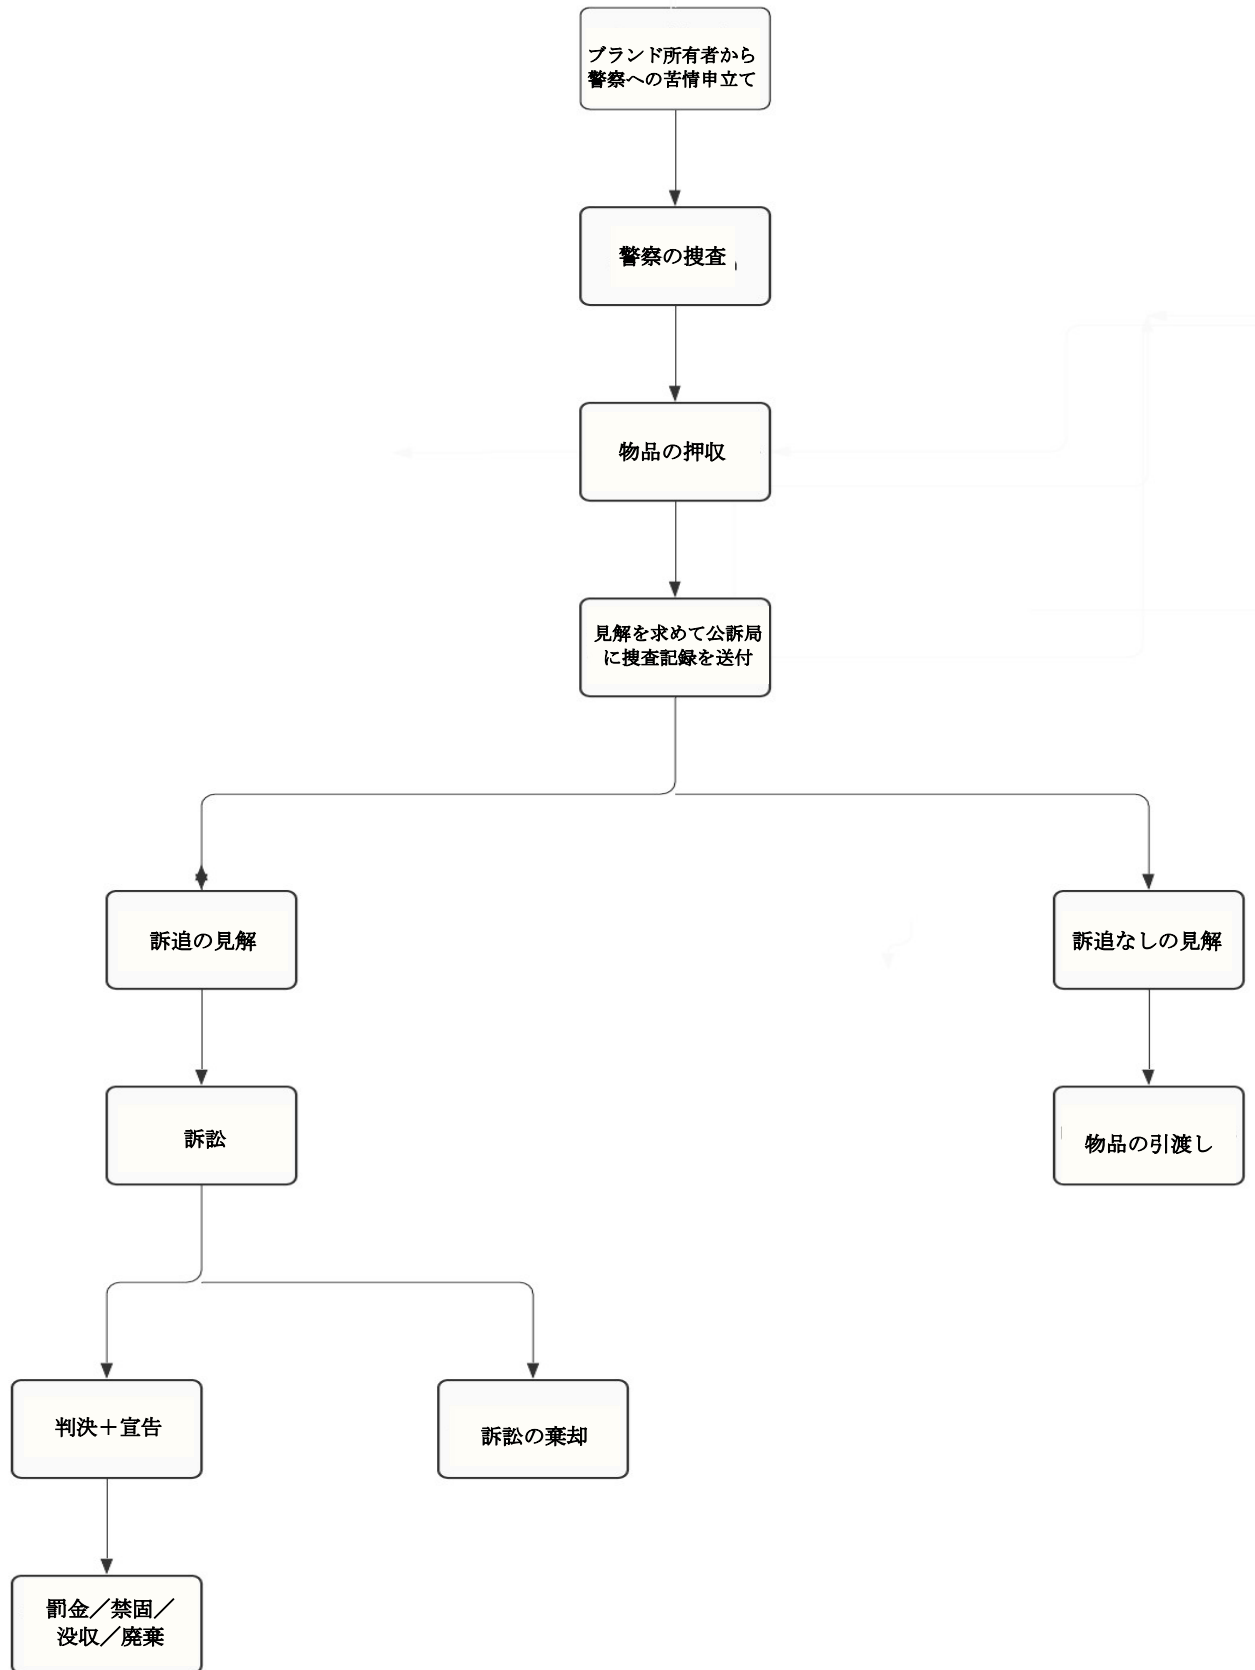 ブランド所有者から
警察への苦情申立て
警察の捜査
物品の押収
見解を求めて公訴局
に捜査記録を送付
訴追の見解
訴追なしの見解
訴訟
物品の引渡し
判決＋宣告
訴訟の棄却
罰金／禁固／
没収／廃棄